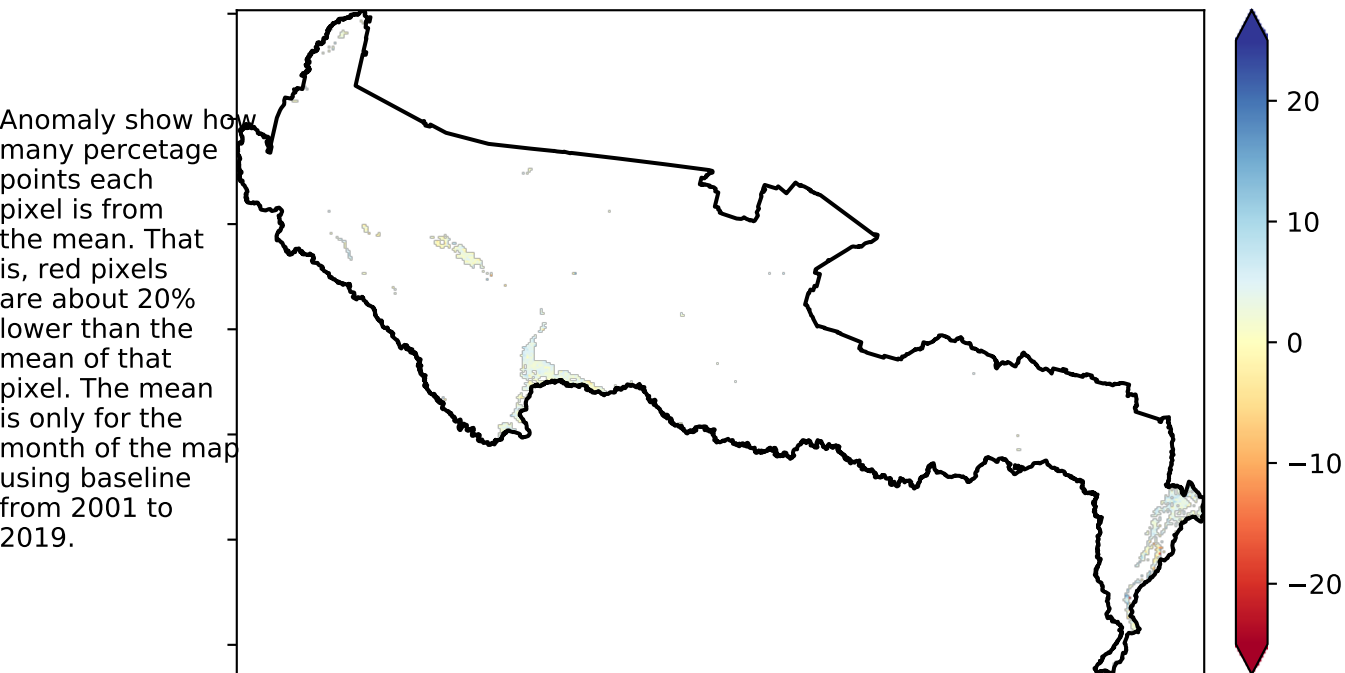 Anomaly show how
many percetage
points each
pixel is from
the mean. That
is, red pixels
are about 20%
lower than the
mean of that
pixel. The mean
is only for the
month of the map
using baseline
from 2001 to
2019.
20
10
0
−10
−20